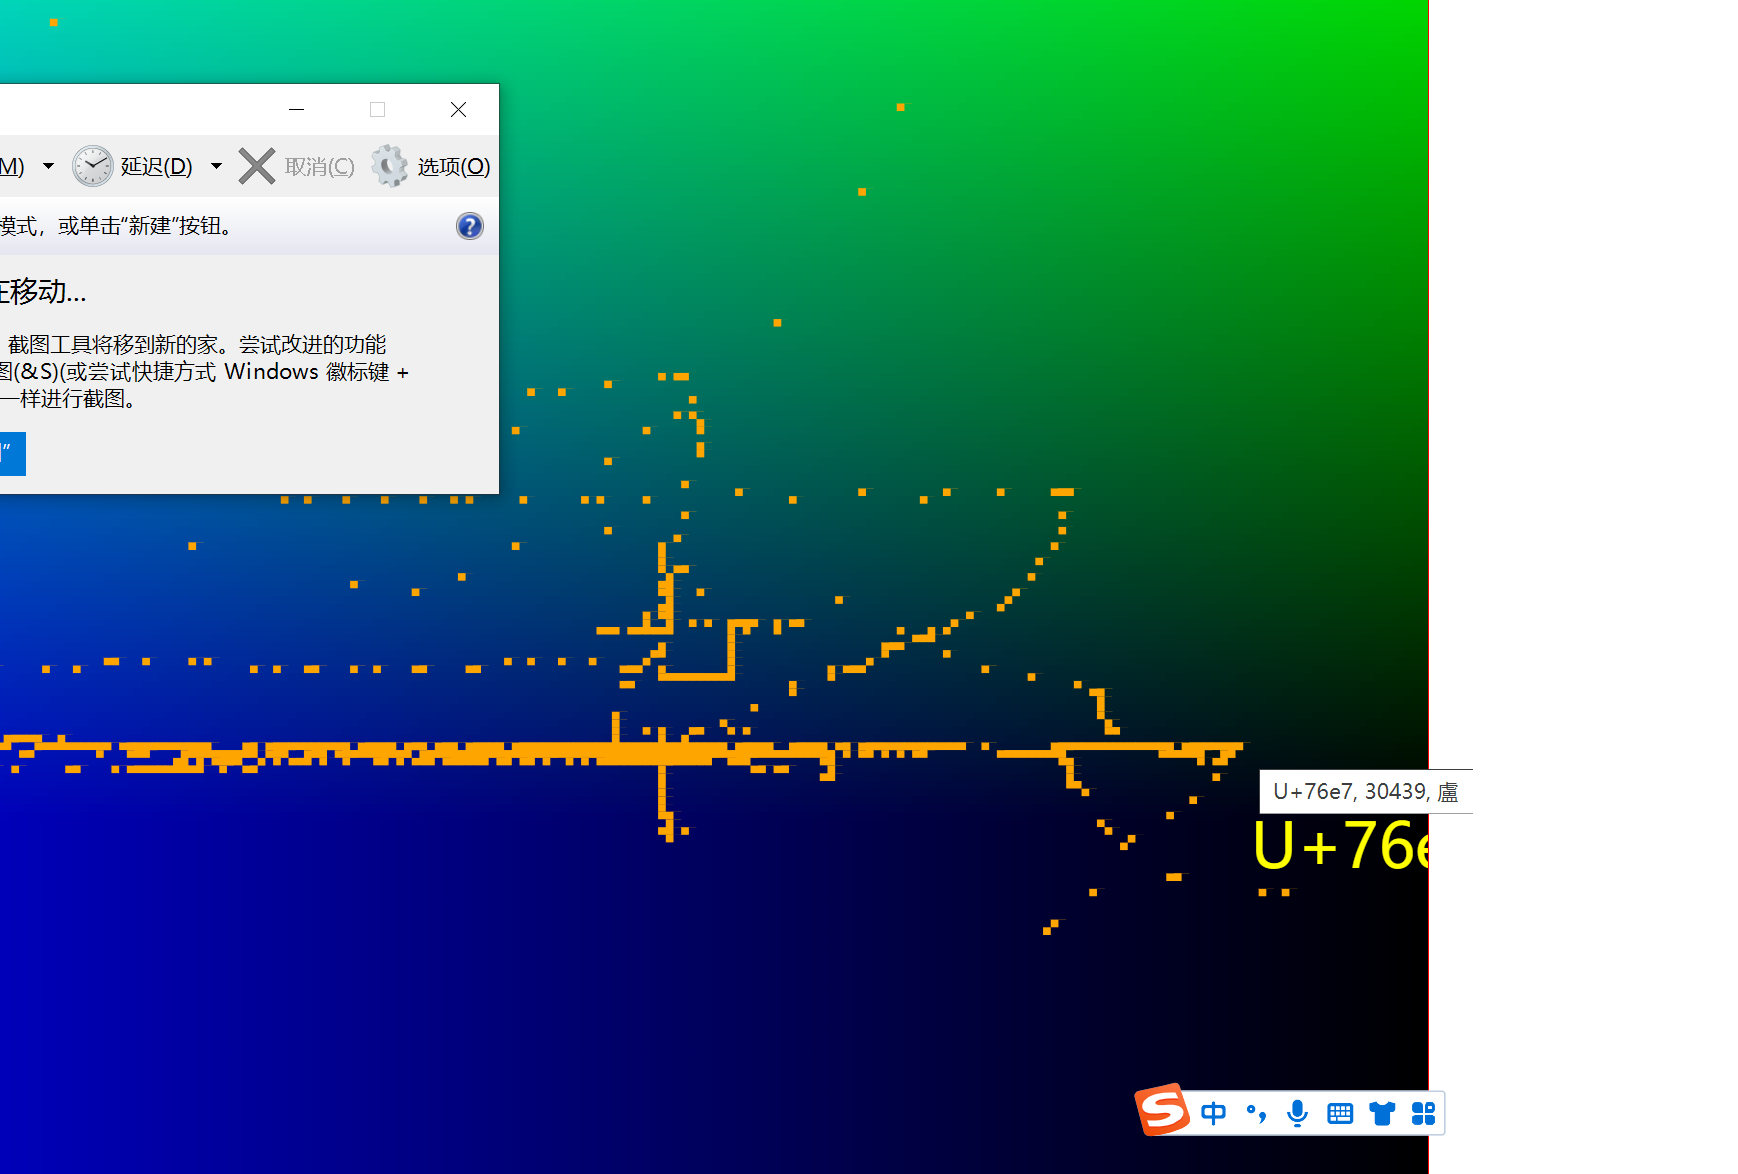 M)
延迟(D)
取消(C)
选项(O)
模式，或单击“新建”按钮。
在移动...
截图工具将移到新的家。尝试改进的功能
图(&S)(或尝试快捷方式 Windows 徽标键 +
一样进行截图。
”
U+76e7, 30439, 盧
U+76e
中